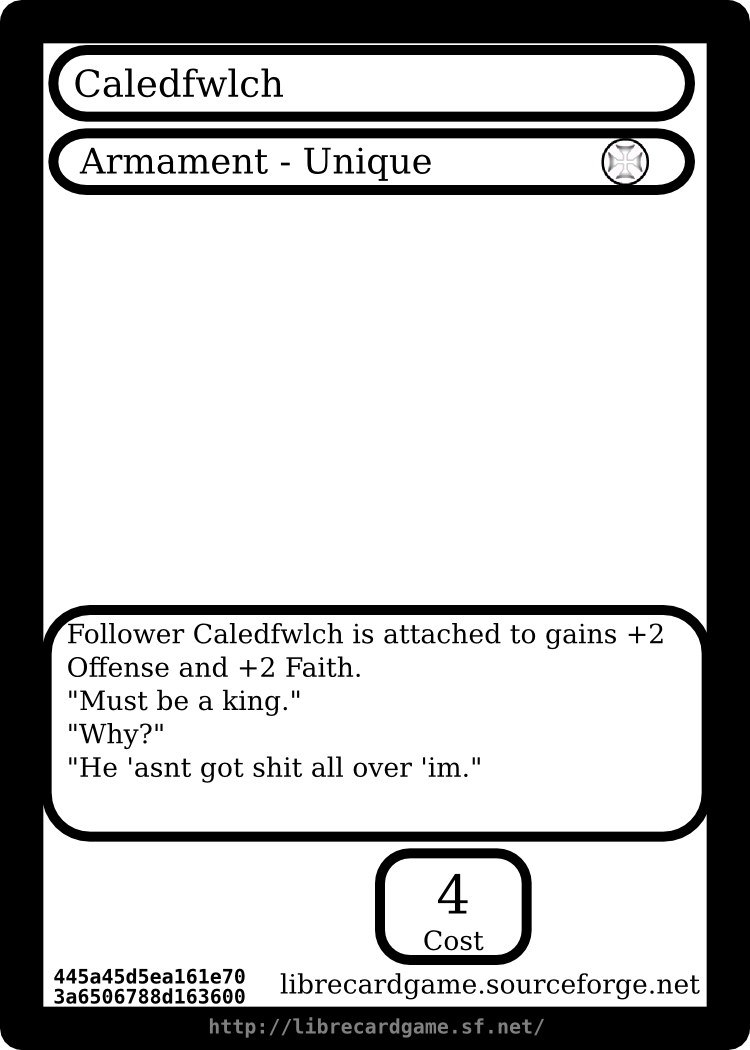 Caledfwlch
Armament - Unique
Follower Caledfwlch is attached to gains +2
Offense and +2 Faith.
"Must be a king."
"Why?"
"He 'asnt got shit all over 'im."
4
Cost
445a45d5ea161e70
3a6506788d163600
librecardgame.sourceforge.net
http://librecardgame.sf.net/